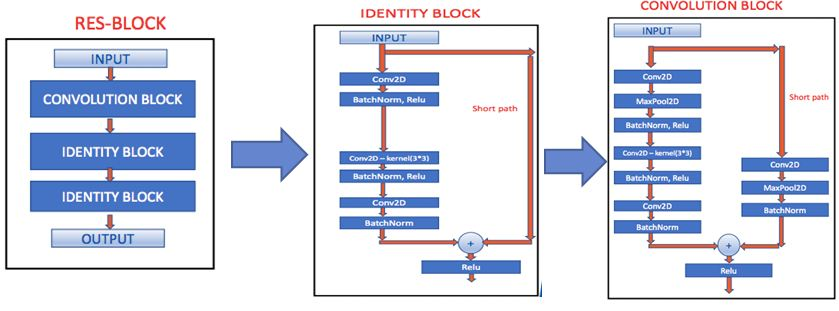 RES-BLOCK
INPUT
CONVOLUTION BLOCK
IDENTITY BLOCK
IDENTITY BLOCK
OUTPUT
IDENTITY BLOCK
INPUT
Conv2D
BatchNorm, Relu
Short path
Conv2D – kernel(3*3)
BatchNorm, Relu
Conv2D
BatchNorm
+
Relu
CONVOLUTION BLOCK
INPUT
Conv2D
MaxPool2D
Short path
BatchNorm, Relu
Conv2D – kernel(3*3)
BatchNorm, Relu
Conv2D
BatchNorm
Conv2D
MaxPool2D
BatchNorm
+
Relu